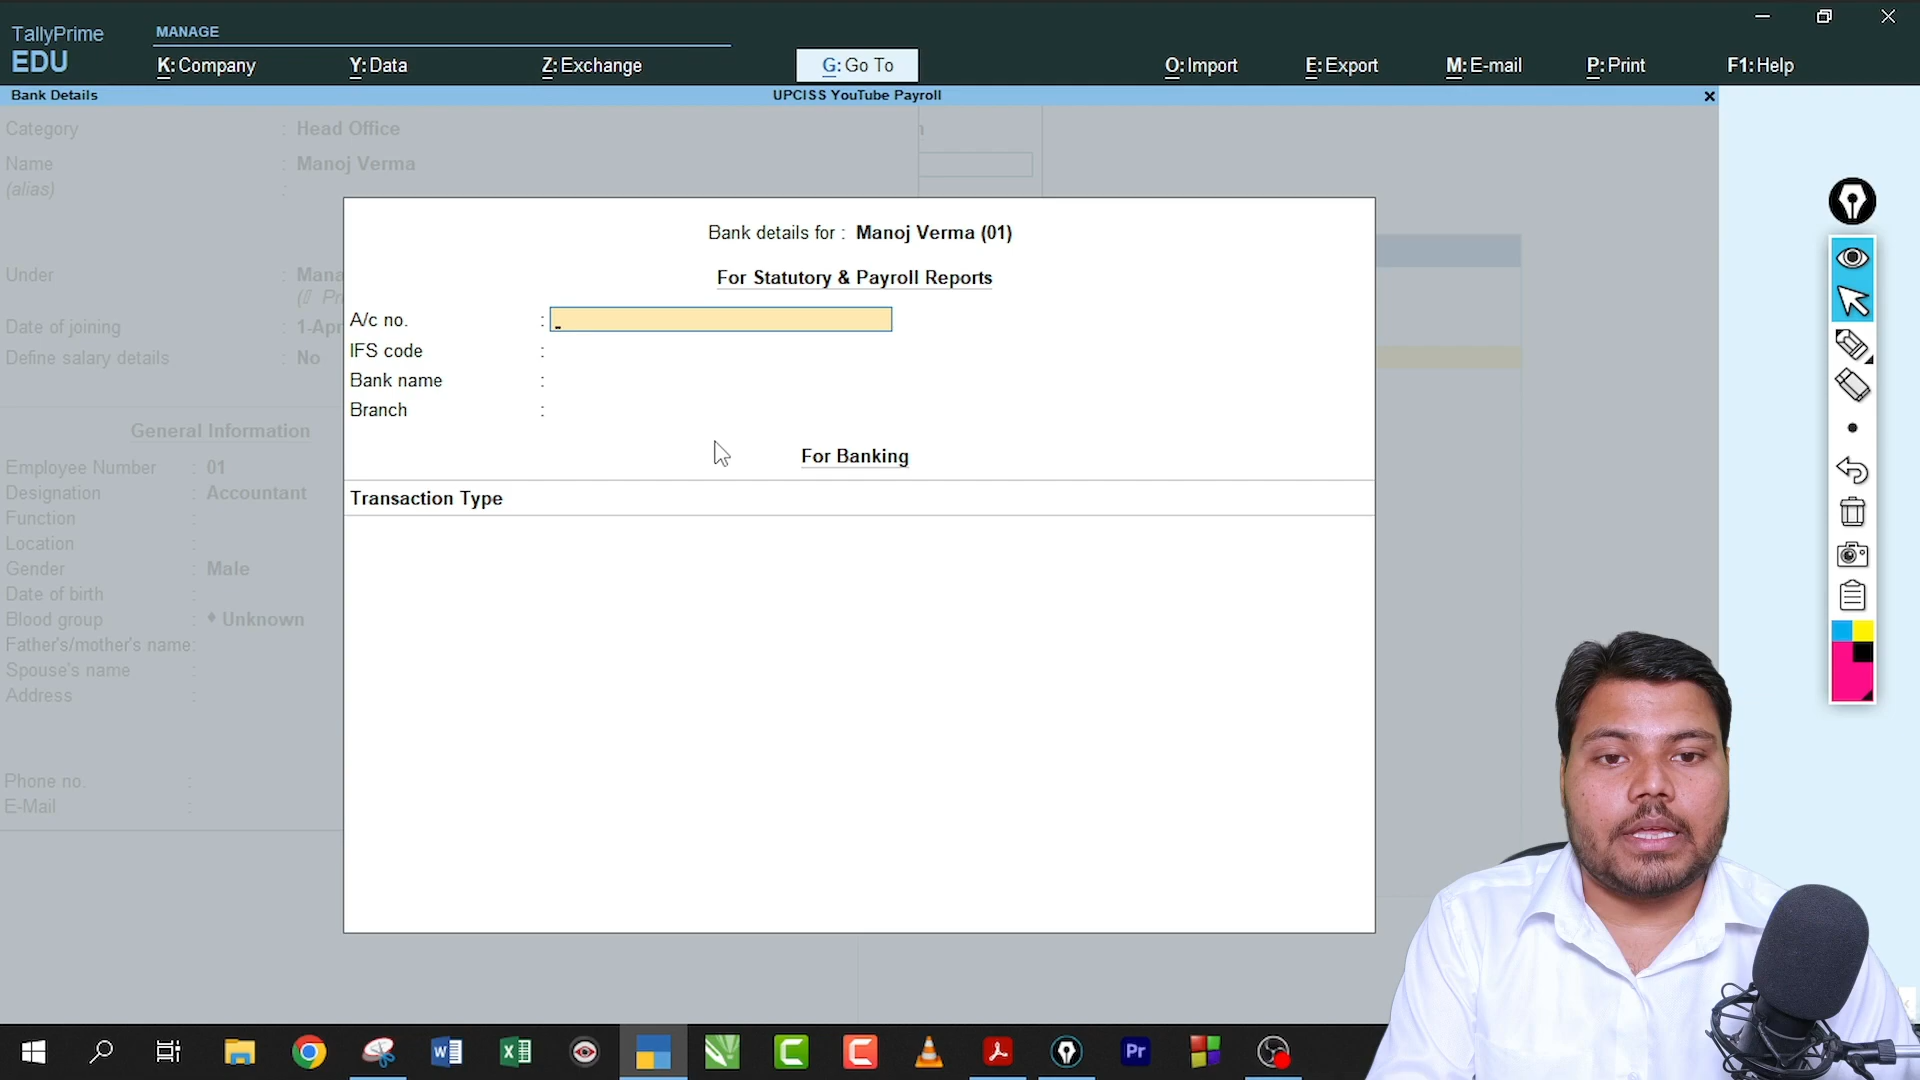 TallyPrime
EDU
MANAGE
K: Company
Y: Data
Z: Exchange
G: Go To
O: Import
E: Export
M: E-mail
P: Print
F1: Help
Bank Details
UPCISS YouTube Payroll
Category : Head Office
Name : Manoj Verma
(alias) :
Under : Mana
Date of joining : 1-Apr
Define salary details : No
General Information
Employee Number : 01
Designation : Accountant
Function :
Location :
Gender : Male
Date of birth :
Blood group : ♦ Unknown
Father's/mother's name:
Spouse's name :
Address :
Phone no. :
E-Mail :
Bank details for : Manoj Verma (01)
For Statutory & Payroll Reports
A/c no. :
IFS code :
Bank name :
Branch :
For Banking
Transaction Type